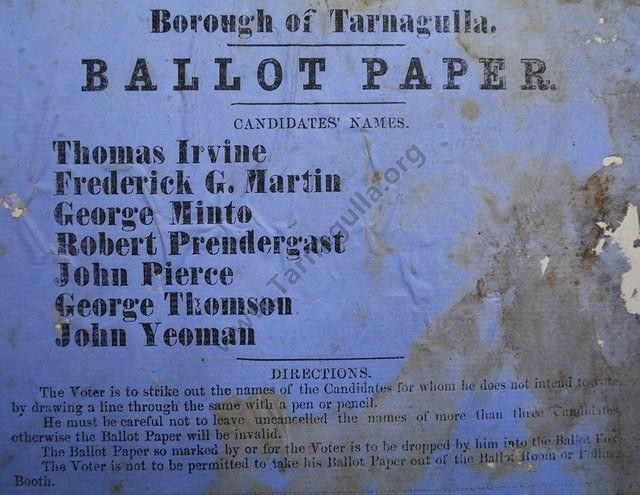 Borough of Tarnagulla.
BALLOT PAPER.
CANDIDATES' NAMES.
Thomas Irvine
Frederick G. Martin
George Minto
Robert Prendergast
John Pierce
George Thomson
John Yeoman
www.Tarnagulla.org
DIRECTIONS.
The Voter is to strike out the names of the Candidates for whom he does not intend to vote,
by drawing a line through the same with a pen or pencil.
He must be careful not to leave uncancelled the names of more than three Candidates,
otherwise the Ballot Paper will be invalid.
The Ballot Paper so marked by or for the Voter is to be dropped by him into the Ballot Box.
The Voter is not to be permitted to take his Ballot Paper out of the Ballot Room or Polling
Booth.